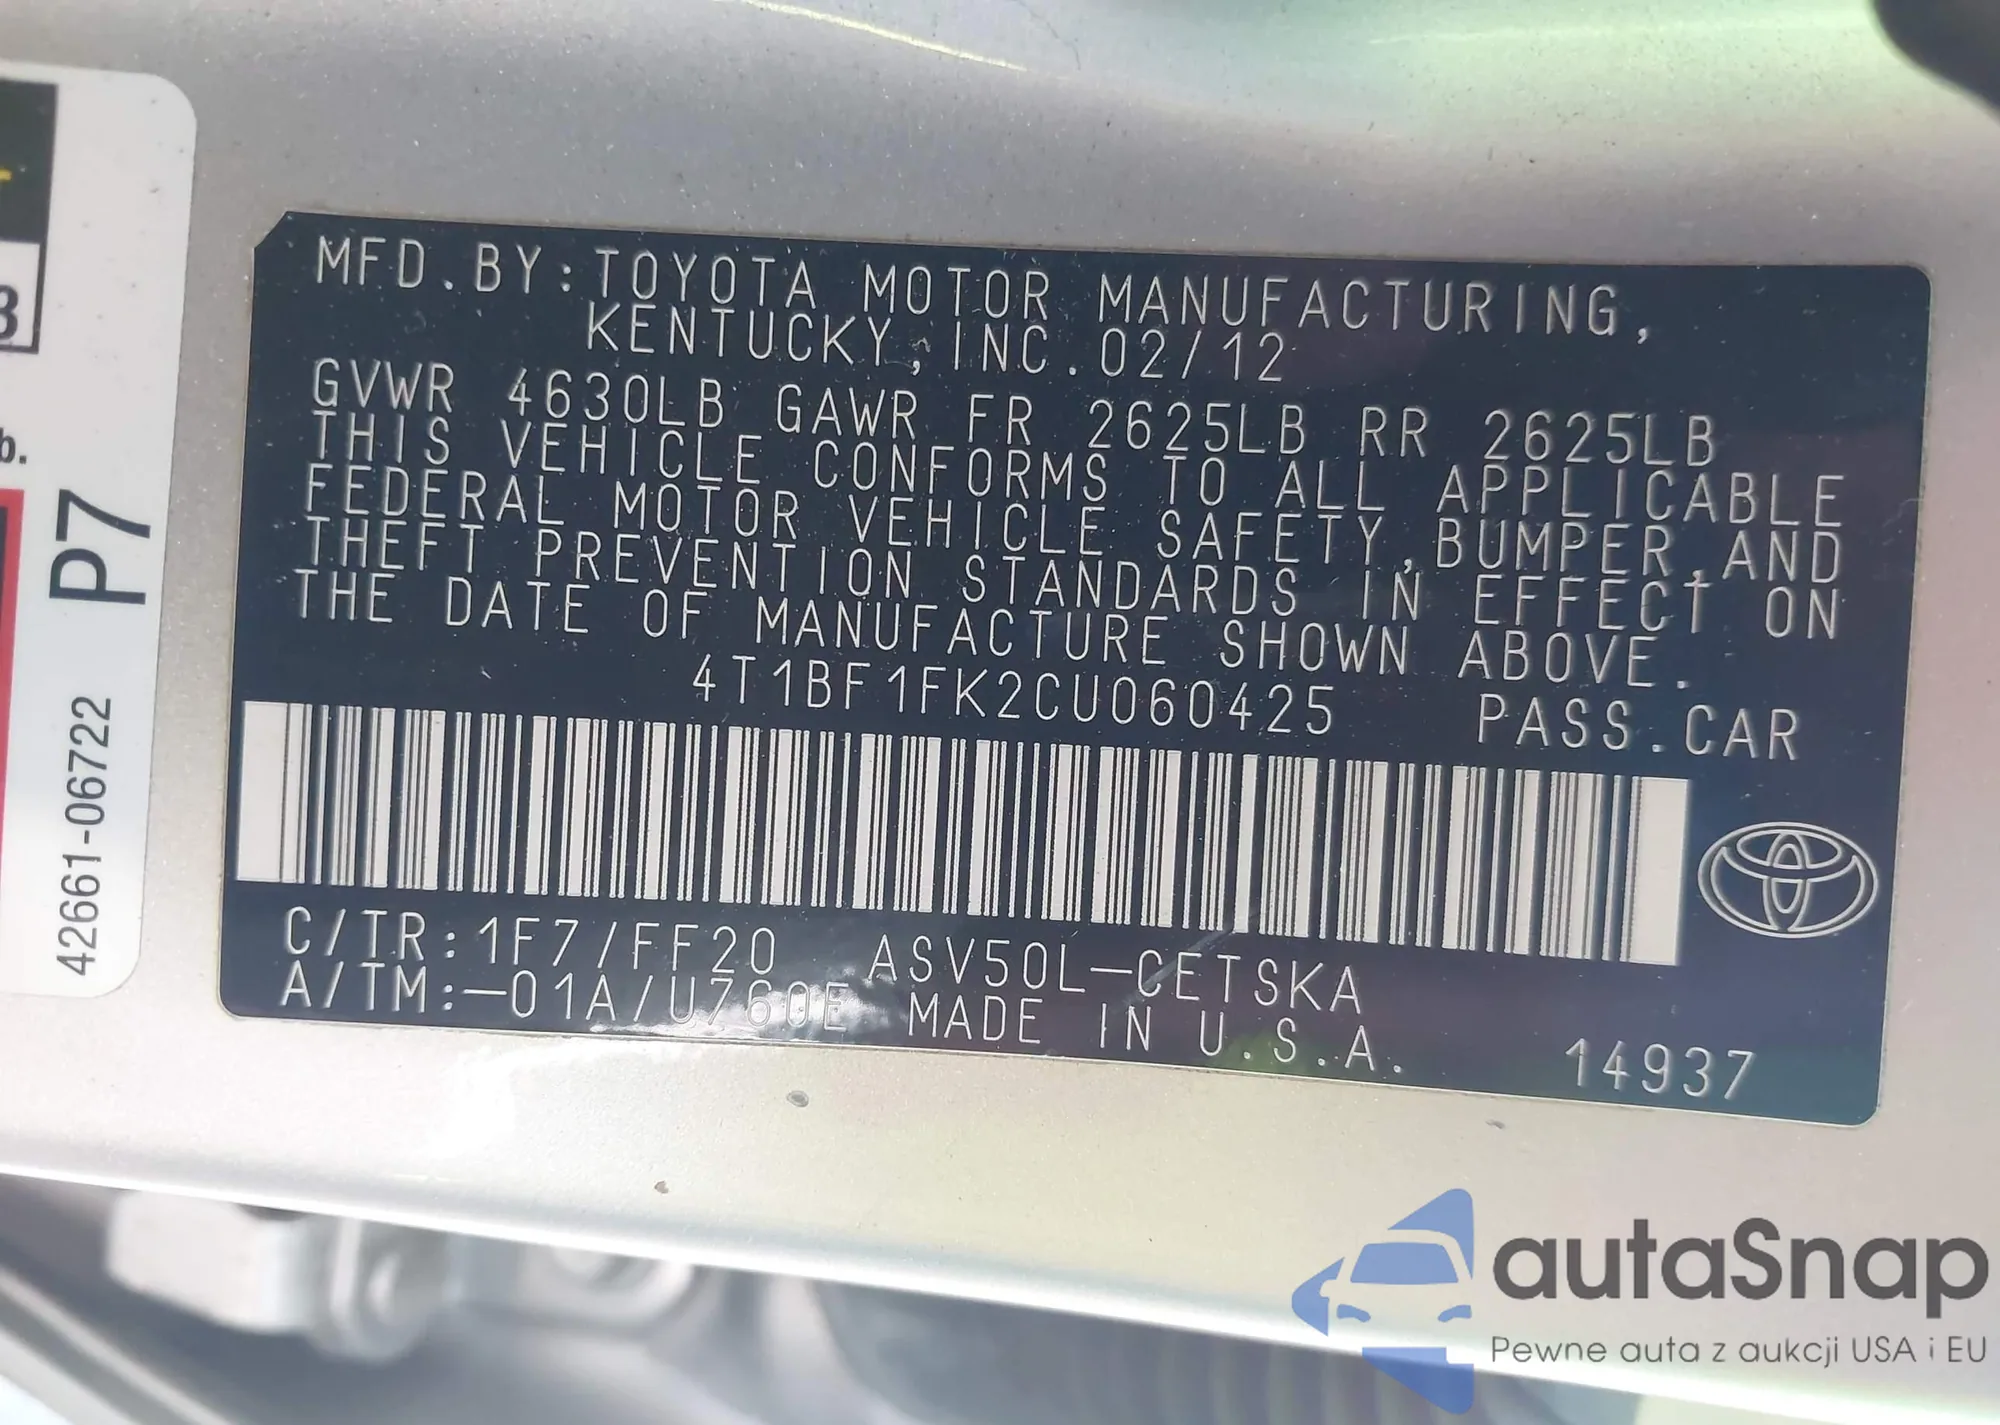 MFD.BY:TOYOTA MOTOR MANUFACTURING,
KENTUCKY,INC.02/12
GVWR 4630LB GAWR FR 2625LB RR 2625LB
THIS VEHICLE CONFORMS TO ALL APPLICABLE
FEDERAL MOTOR VEHICLE SAFETY,BUMPER,AND
THEFT PREVENTION STANDARDS IN EFFECT ON
THE DATE OF MANUFACTURE SHOWN ABOVE.
4T1BF1FK2CU060425 PASS.CAR
C/TR:1F7/FF20 ASV50L-CETSKA
A/TM:-01A/U760E MADE IN U.S.A. 14937
3
b.
P7
42661-06722
autaSnap
Pewne auta z aukcji USA i EU